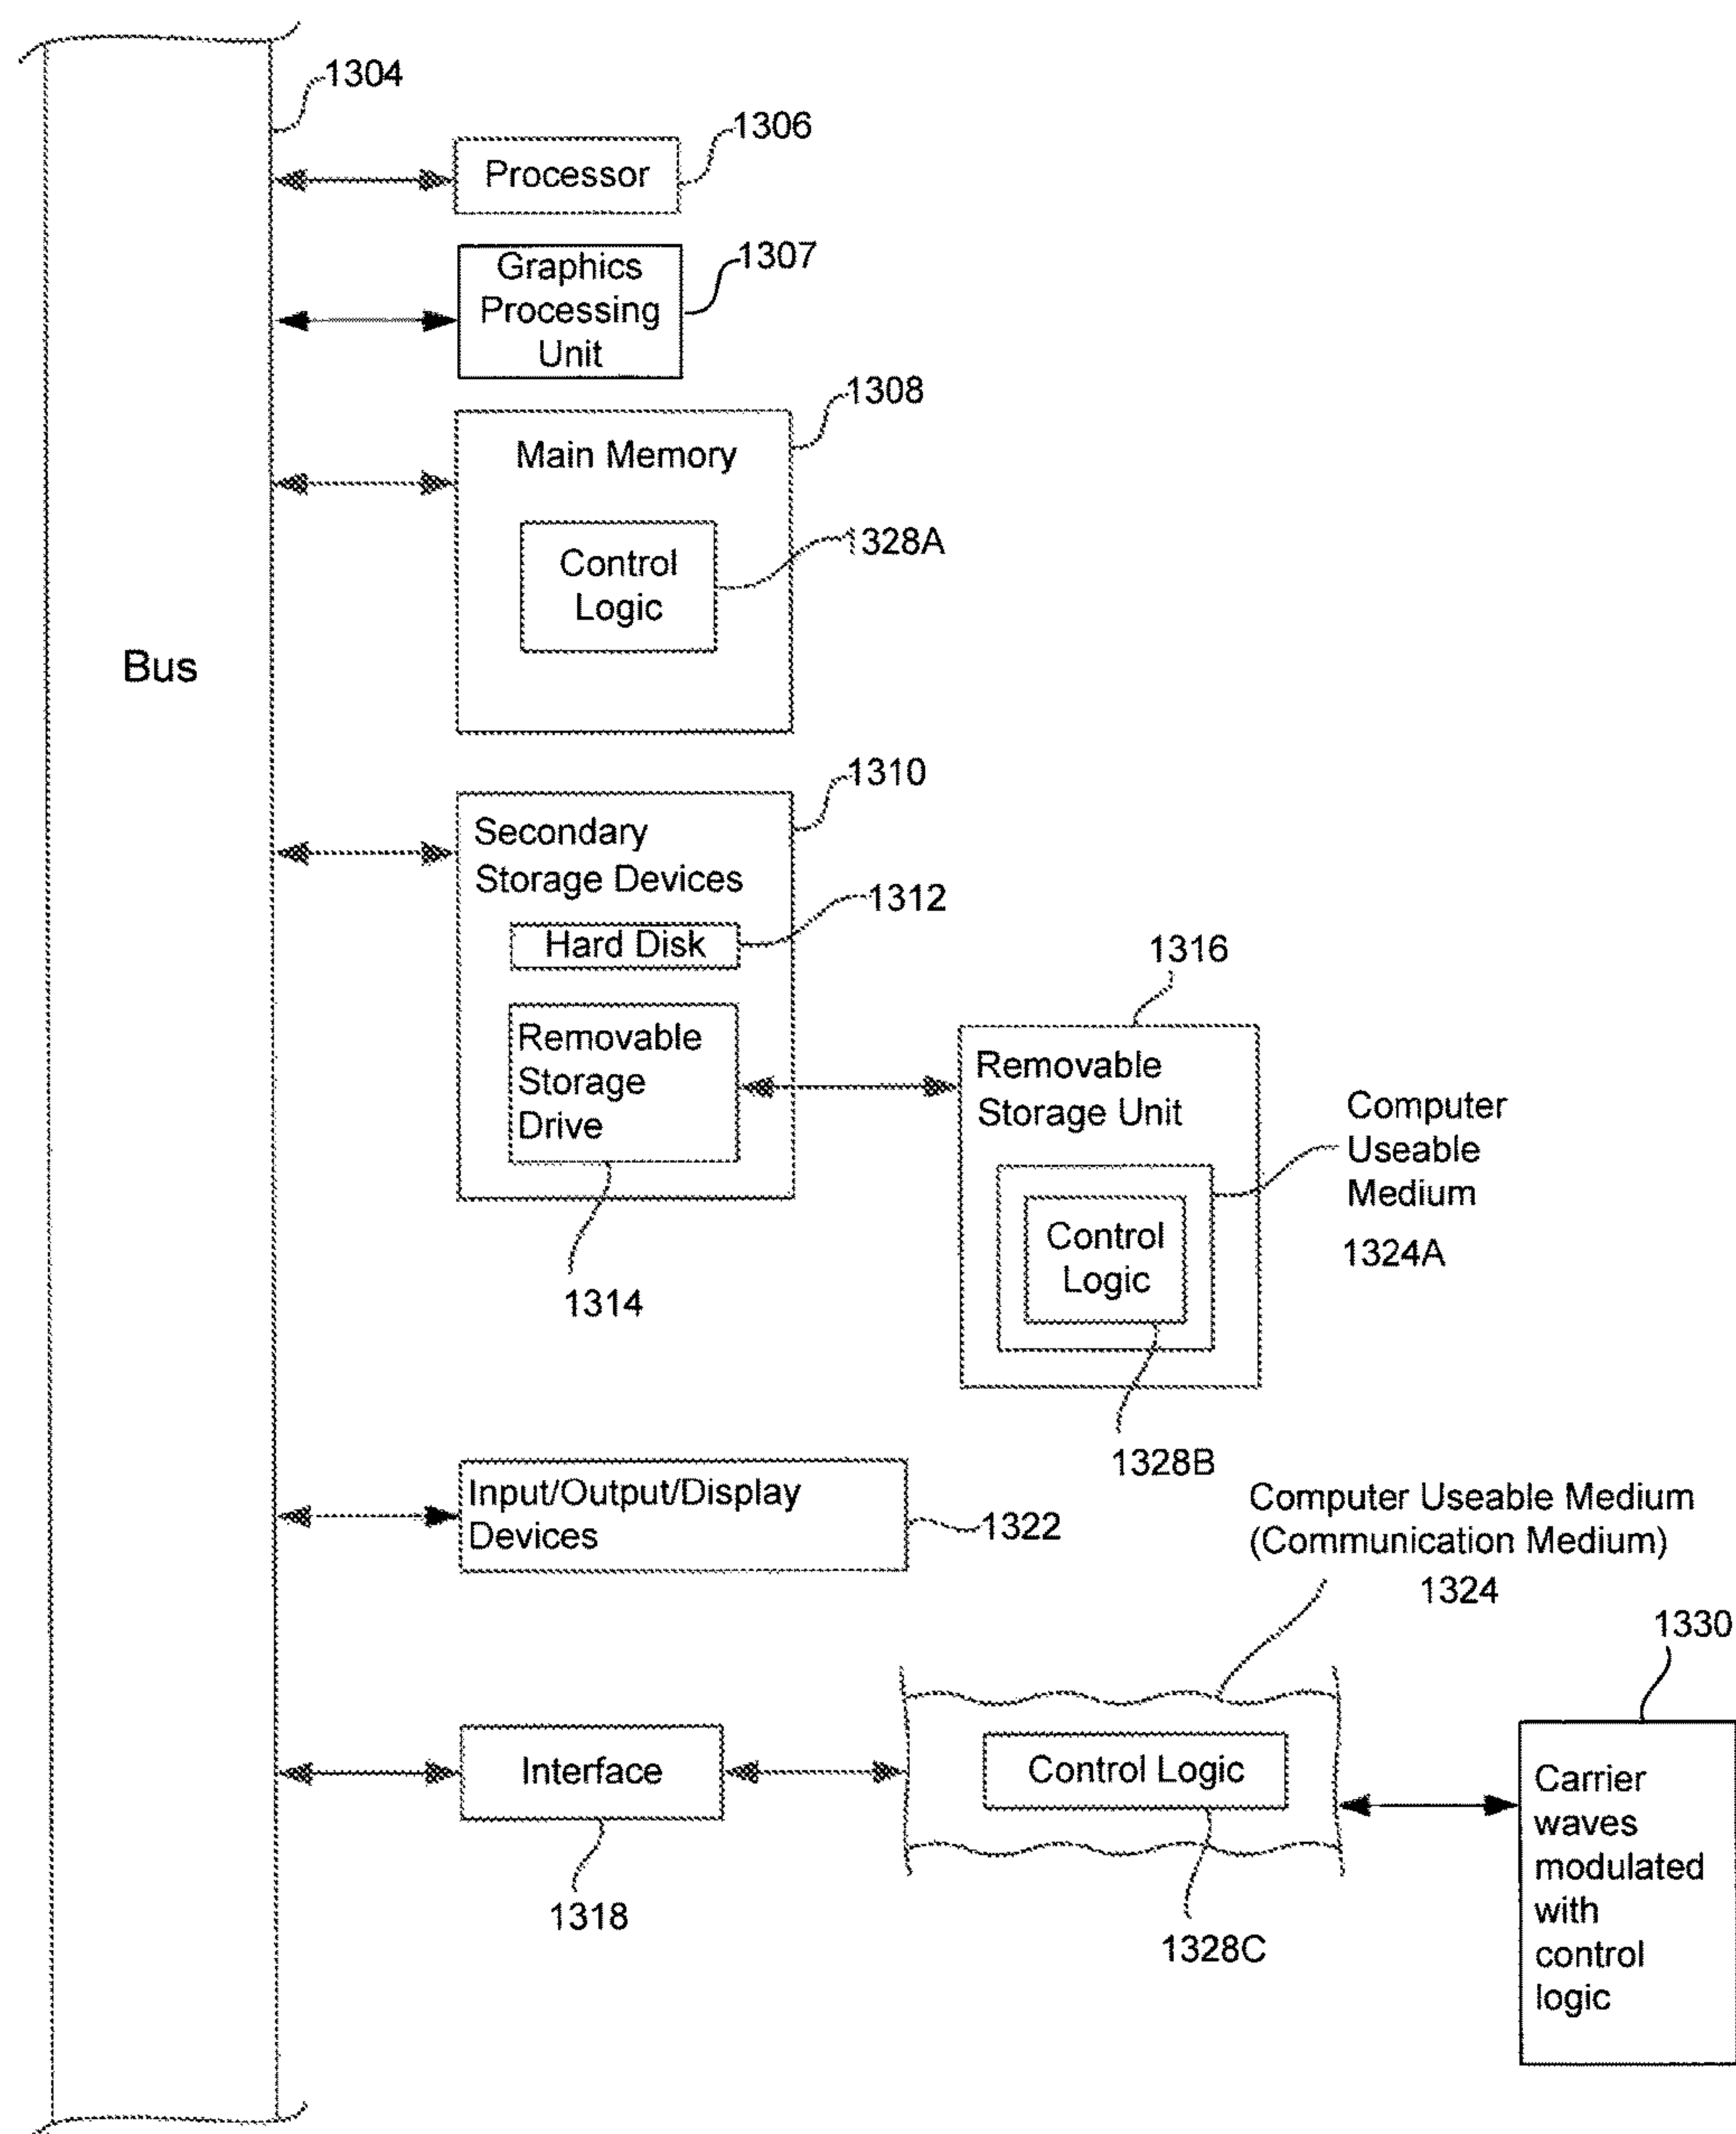 1304
1306
Processor
1307
Graphics
Processing
Unit
1308
Main Memory
1328A
Control
Logic
Bus
1310
Secondary
Storage Devices
1312
Hard Disk
1316
Removable
Storage
Drive
Removable
Storage Unit
Computer
Useable
Medium
1324A
Control
Logic
1314
1328B
Input/Output/Display
Devices
1322
Computer Useable Medium
(Communication Medium)
1324
1330
Interface
Control Logic
Carrier
waves
modulated
with
control
logic
1318
1328C